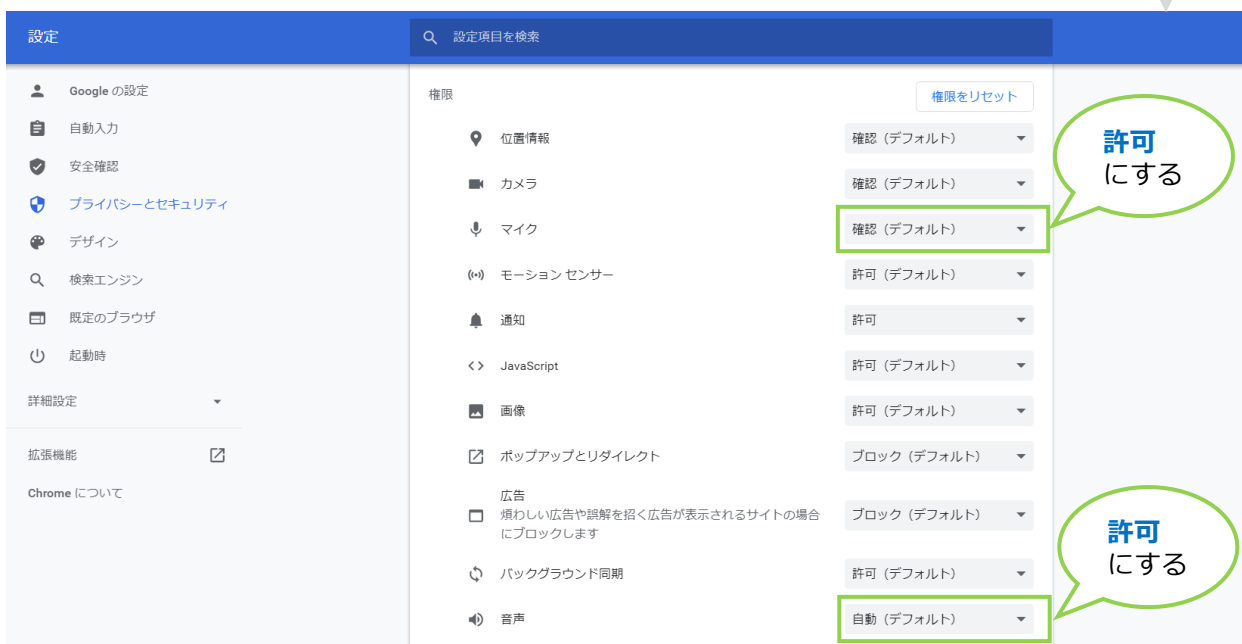 設定
設定項目を検索
Google の設定
自動入力
安全確認
プライバシーとセキュリティ
デザイン
検索エンジン
既定のブラウザ
起動時
詳細設定
拡張機能
Chrome について
権限
権限をリセット
位置情報 確認（デフォルト）
カメラ 確認（デフォルト）
マイク 確認（デフォルト）
モーション センサー 許可（デフォルト）
通知 許可
JavaScript 許可（デフォルト）
画像 許可（デフォルト）
ポップアップとリダイレクト ブロック（デフォルト）
広告
煩わしい広告や誤解を招く広告が表示されるサイトの場合 ブロック（デフォルト）
にブロックします
バックグラウンド同期 許可（デフォルト）
音声 自動（デフォルト）
許可
にする
許可
にする